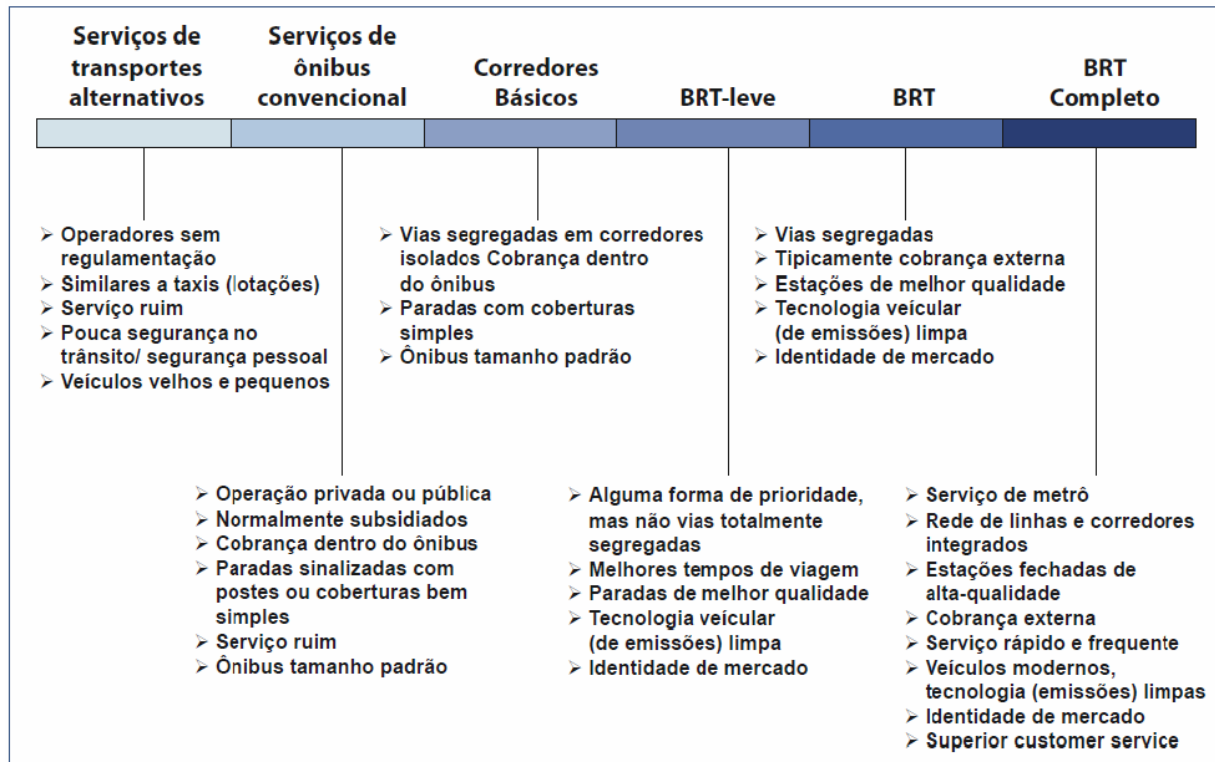 Serviços de
transportes
alternativos
Serviços de
ônibus
convencional
Corredores
Básicos
BRT-leve
BRT
BRT
Completo
➢ Operadores sem
regulamentação
➢ Similares a taxis (lotações)
➢ Servíço ruim
➢ Pouca segurança no
trânsito/ segurança pessoal
➢ Veículos velhos e pequenos
➢ Vias segregadas em corredores
isolados Cobrança dentro
do ônibus
➢ Paradas com coberturas
simples
➢ Ônibus tamanho padrão
➢ Vias segregadas
➢ Tipicamente cobrança externa
➢ Estações de melhor qualidade
➢ Tecnologia veícular
(de emissões) limpa
➢ Identidade de mercado
➢ Operação privada ou pública
➢ Normalmente subsidiados
➢ Cobrança dentro do ônibus
➢ Paradas sinalizadas com
postes ou coberturas bem
simples
➢ Serviço ruim
➢ Ônibus tamanho padrão
➢ Alguma forma de prioridade,
mas não vias totalmente
segregadas
➢ Melhores tempos de viagem
➢ Paradas de melhor qualidade
➢ Tecnologia veícular
(de emissões) limpa
➢ Identidade de mercado
➢ Serviço de metrô
➢ Rede de linhas e corredores
integrados
➢ Estações fechadas de
alta-qualidade
➢ Cobrança externa
➢ Serviço rápido e frequente
➢ Veículos modernos,
tecnologia (emissões) limpas
➢ Identidade de mercado
➢ Superior customer service